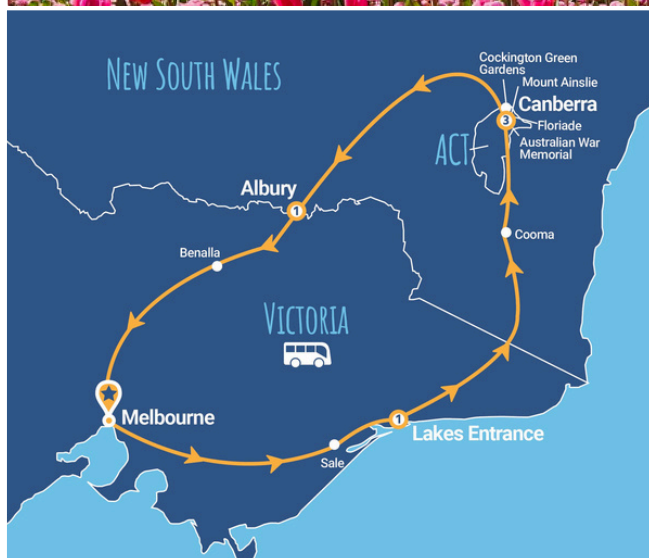 NEW SOUTH WALES
Cockington Green
Gardens
Mount Ainslie
Canberra
3
Floriade
ACT
Australian War
Memorial
Albury
1
Cooma
Benalla
VICTORIA
Melbourne
1
Lakes Entrance
Sale